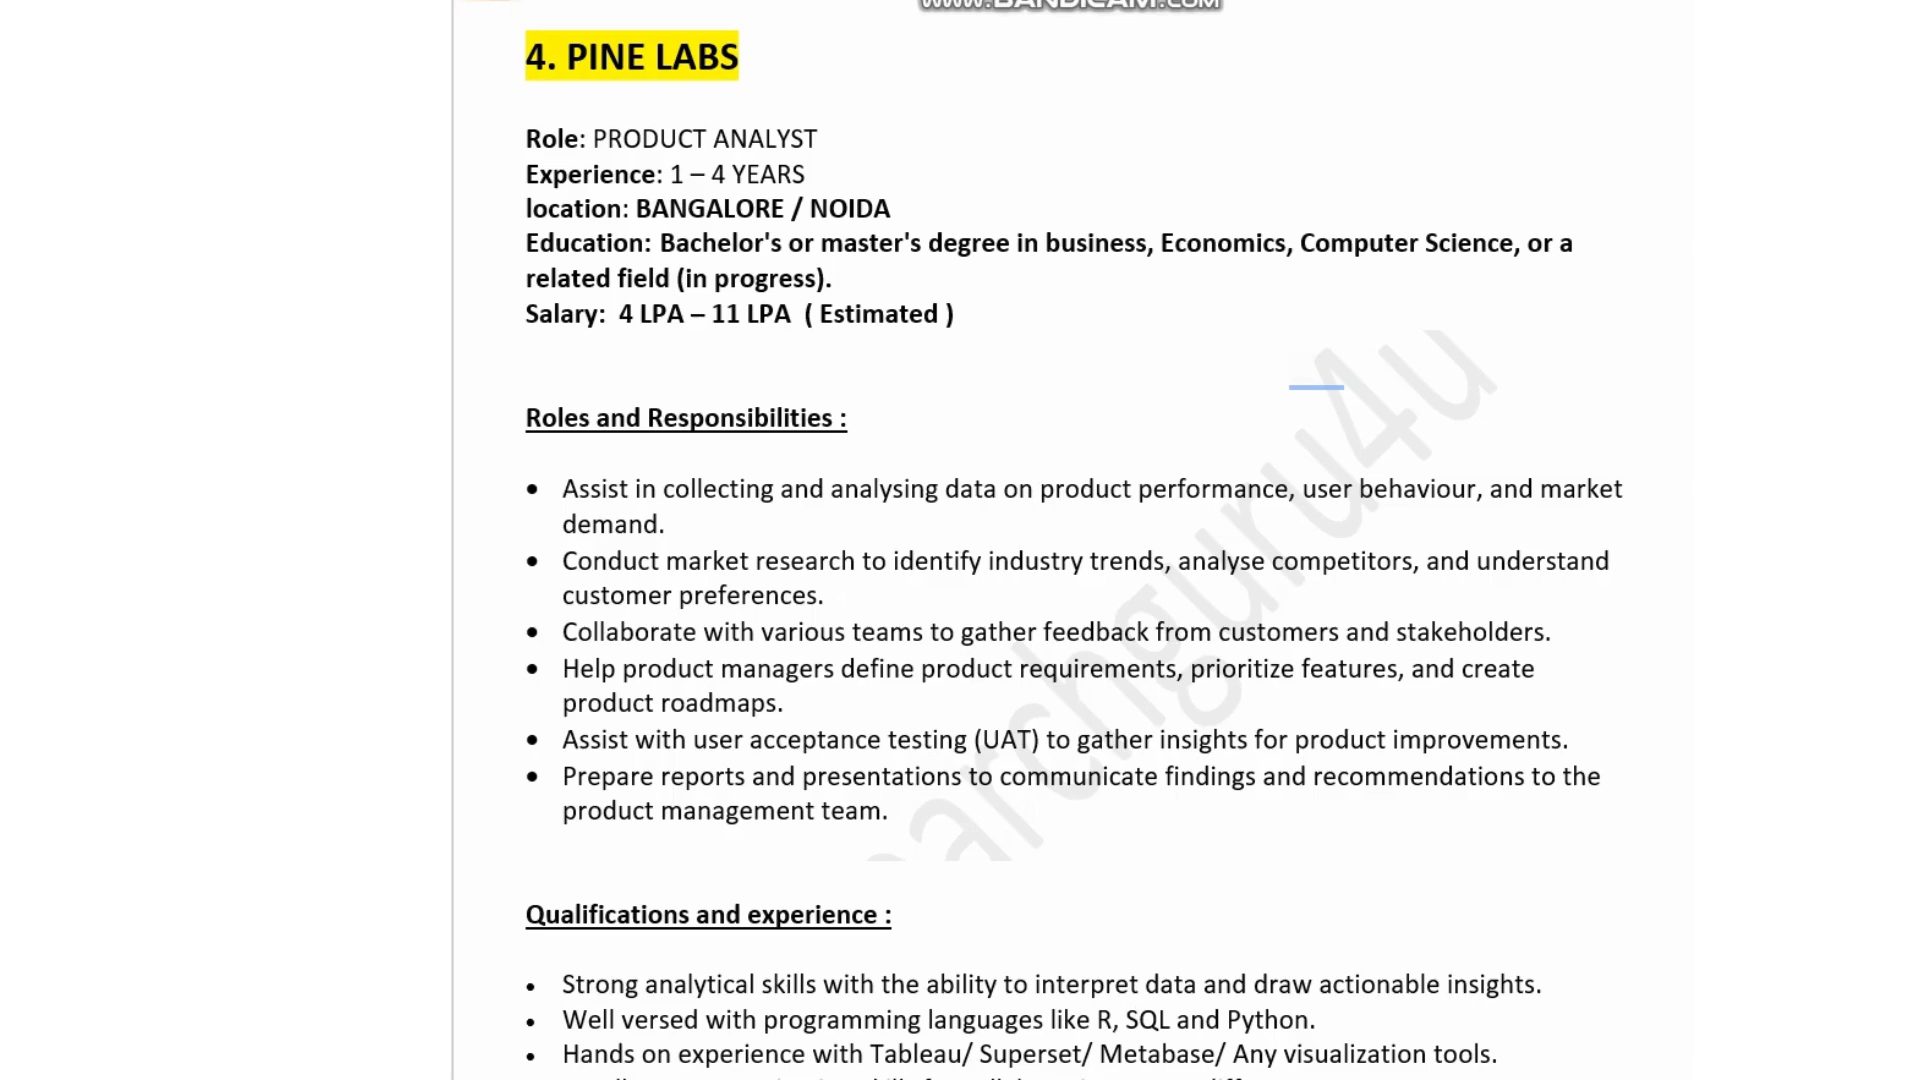 www.BANDICAM.com
4. PINE LABS
Role: PRODUCT ANALYST
Experience: 1 – 4 YEARS
location: BANGALORE / NOIDA
Education: Bachelor's or master's degree in business, Economics, Computer Science, or a
related field (in progress).
Salary:  4 LPA – 11 LPA  ( Estimated )
Roles and Responsibilities :
• Assist in collecting and analysing data on product performance, user behaviour, and market
demand.
• Conduct market research to identify industry trends, analyse competitors, and understand
customer preferences.
• Collaborate with various teams to gather feedback from customers and stakeholders.
• Help product managers define product requirements, prioritize features, and create
product roadmaps.
• Assist with user acceptance testing (UAT) to gather insights for product improvements.
• Prepare reports and presentations to communicate findings and recommendations to the
product management team.
archguru4u
Qualifications and experience :
• Strong analytical skills with the ability to interpret data and draw actionable insights.
• Well versed with programming languages like R, SQL and Python.
• Hands on experience with Tableau/ Superset/ Metabase/ Any visualization tools.